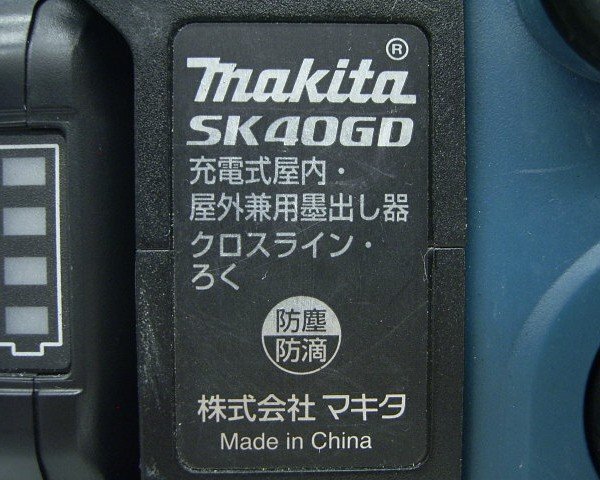 makita®
SK40GD
充電式屋内・
屋外兼用墨出し器
クロスライン・
ろく
防塵
防滴
株式会社 マキタ
Made in China